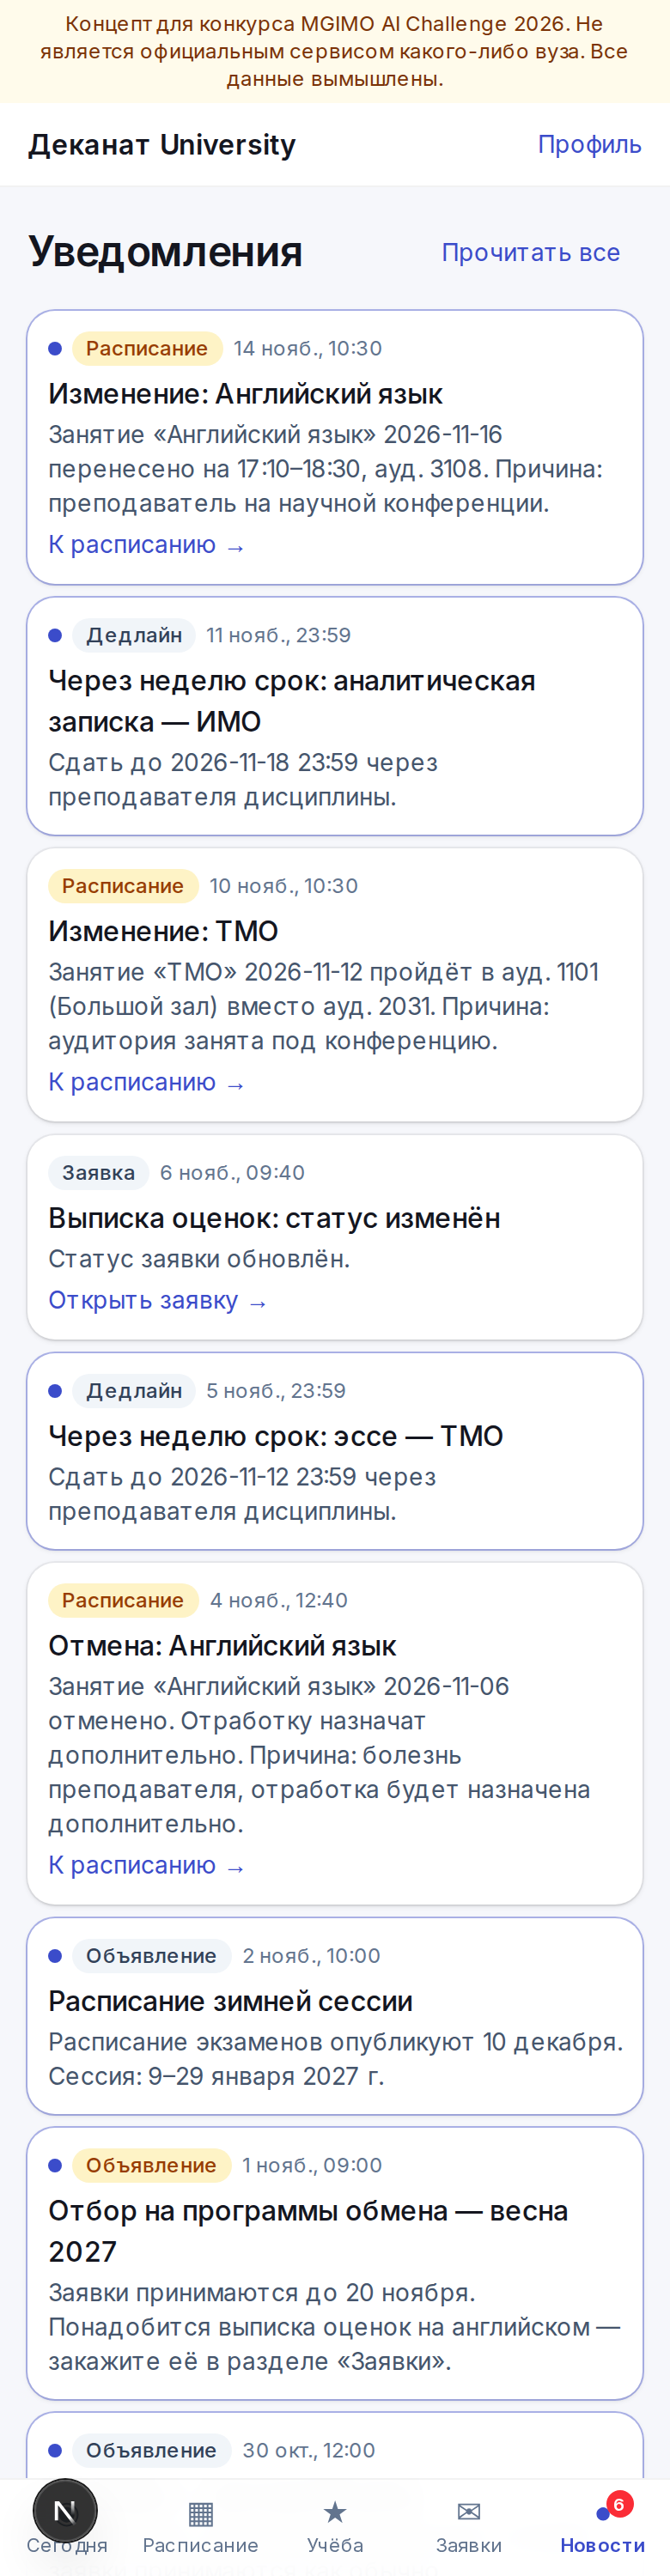 Концепт для конкурса MGIMO AI Challenge 2026. Не
является официальным сервисом какого-либо вуза. Все
данные вымышлены.
Деканат University
Профиль
Уведомления
Прочитать все
Расписание 14 нояб., 10:30
Изменение: Английский язык
Занятие «Английский язык» 2026-11-16
перенесено на 17:10–18:30, ауд. 3108. Причина:
преподаватель на научной конференции.
К расписанию →
Дедлайн 11 нояб., 23:59
Через неделю срок: аналитическая
записка — ИМО
Сдать до 2026-11-18 23:59 через
преподавателя дисциплины.
Расписание 10 нояб., 10:30
Изменение: ТМО
Занятие «ТМО» 2026-11-12 пройдёт в ауд. 1101
(Большой зал) вместо ауд. 2031. Причина:
аудитория занята под конференцию.
К расписанию →
Заявка 6 нояб., 09:40
Выписка оценок: статус изменён
Статус заявки обновлён.
Открыть заявку →
Дедлайн 5 нояб., 23:59
Через неделю срок: эссе — ТМО
Сдать до 2026-11-12 23:59 через
преподавателя дисциплины.
Расписание 4 нояб., 12:40
Отмена: Английский язык
Занятие «Английский язык» 2026-11-06
отменено. Отработку назначат
дополнительно. Причина: болезнь
преподавателя, отработка будет назначена
дополнительно.
К расписанию →
Объявление 2 нояб., 10:00
Расписание зимней сессии
Расписание экзаменов опубликуют 10 декабря.
Сессия: 9–29 января 2027 г.
Объявление 1 нояб., 09:00
Отбор на программы обмена — весна
2027
Заявки принимаются до 20 ноября.
Понадобится выписка оценок на английском —
закажите её в разделе «Заявки».
Объявление 30 окт., 12:00
N
6
Сегодня Расписание Учёба Заявки Новости